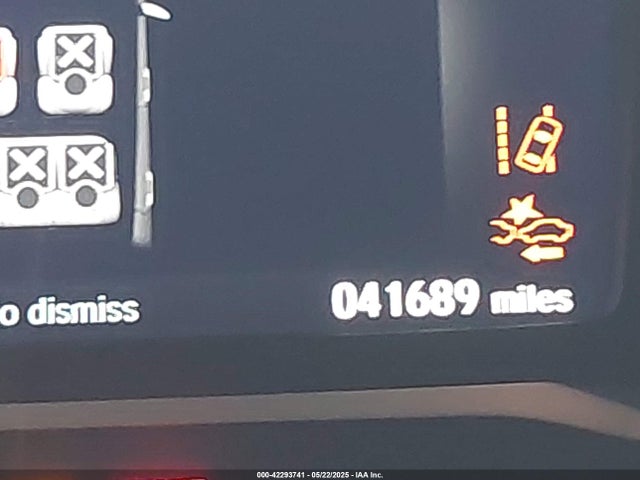 o dismiss
041689 miles
000-42293741 - 05/22/2025 - IAA Inc.